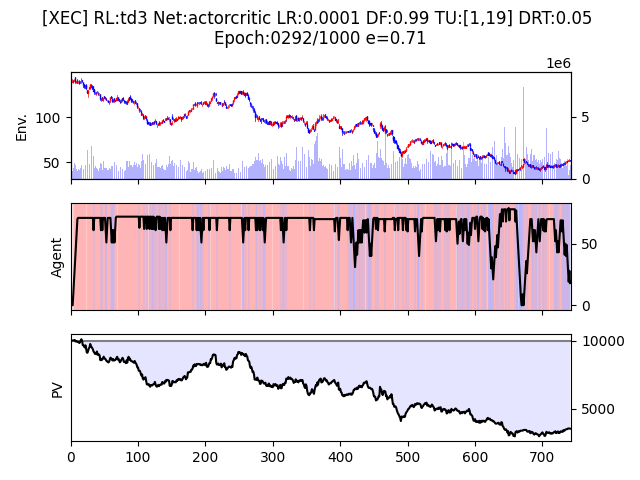 [XEC] RL:td3 Net:actorcritic LR:0.0001 DF:0.99 TU:[1,19] DRT:0.05
Epoch:0292/1000 e=0.71
1e6
Env.
100
50
5
0
Agent
50
0
PV
10000
5000
0 100 200 300 400 500 600 700